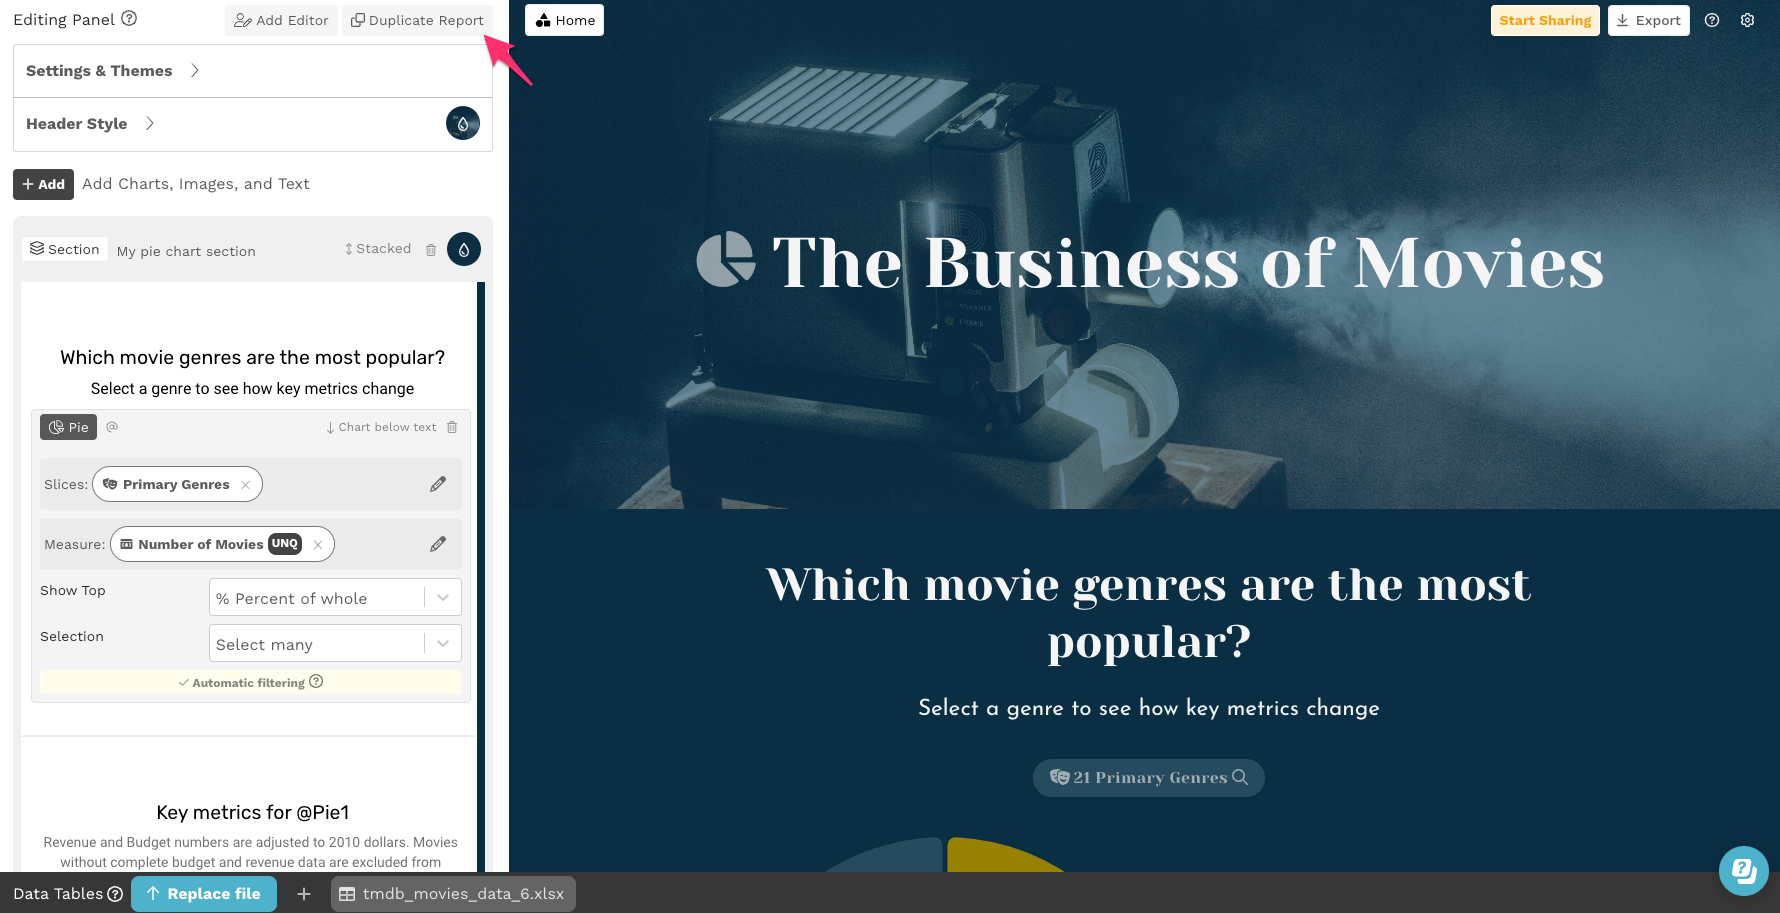 Editing Panel
Add Editor
Duplicate Report
Settings & Themes
Header Style
+ Add
Add Charts, Images, and Text
Section
My pie chart section
Stacked
Which movie genres are the most popular?
Select a genre to see how key metrics change
Pie
@
Chart below text
Slices:
Primary Genres
Measure:
Number of Movies UNQ
Show Top
% Percent of whole
Selection
Select many
Automatic filtering
Key metrics for @Pie1
Revenue and Budget numbers are adjusted to 2010 dollars. Movies
without complete budget and revenue data are excluded from
Data Tables
Replace file
+
tmdb_movies_data_6.xlsx
Home
Start Sharing
Export
The Business of Movies
FOCUS
ADVANCE
FRAME
Which movie genres are the most
popular?
Select a genre to see how key metrics change
21 Primary Genres